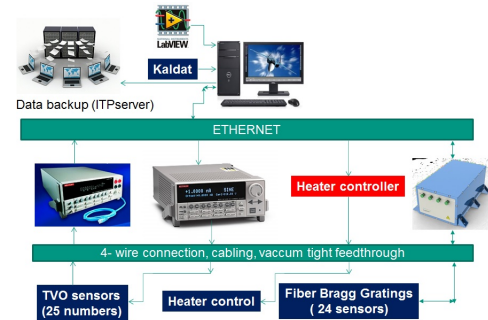 LabVIEW
Kaldat
Data backup (ITPserver)
ETHERNET
Heater controller
4- wire connection, cabling, vaccum tight feedthrough
TVO sensors
(25 numbers)
Heater control
Fiber Bragg Gratings
( 24 sensors)